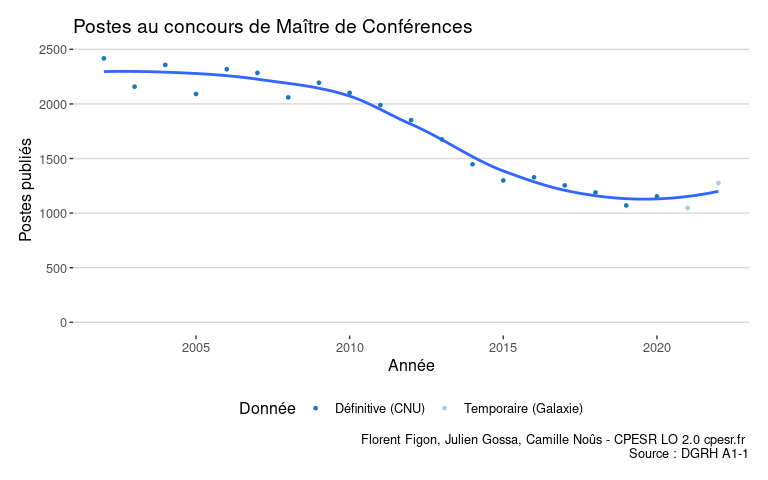 Postes au concours de Maître de Conférences
Postes publiés
2500
2000
1500
1000
500
0
2005 2010 2015 2020
Année
Donnée Définitive (CNU) Temporaire (Galaxie)
Florent Figon, Julien Gossa, Camille Noûs - CPESR LO 2.0 cpesr.fr
Source : DGRH A1-1